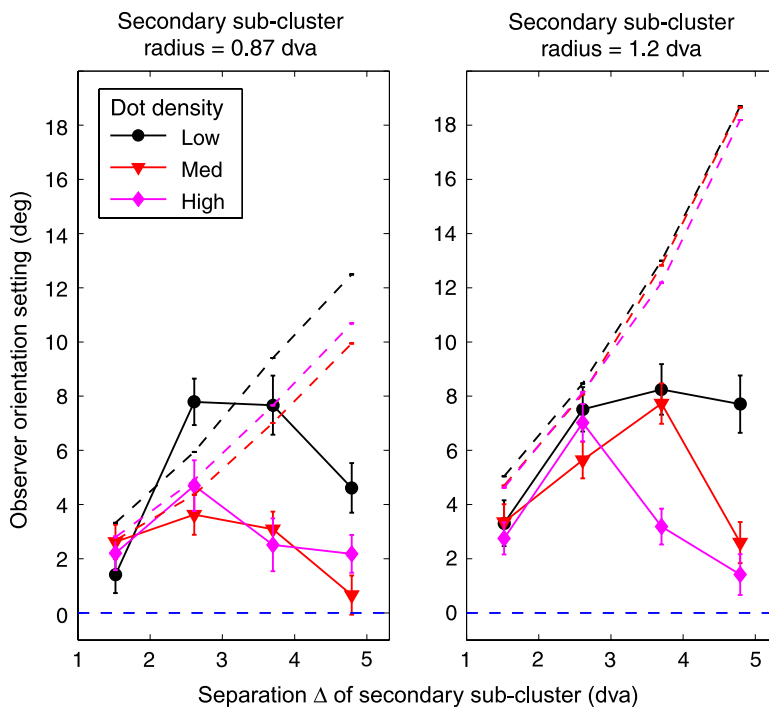 Secondary sub-cluster
radius = 0.87 dva
Secondary sub-cluster
radius = 1.2 dva
Observer orientation setting (deg)
Dot density
Low
Med
High
18
16
14
12
10
8
6
4
2
0
1 2 3 4 5
18
16
14
12
10
8
6
4
2
0
1 2 3 4 5
Separation Δ of secondary sub-cluster (dva)